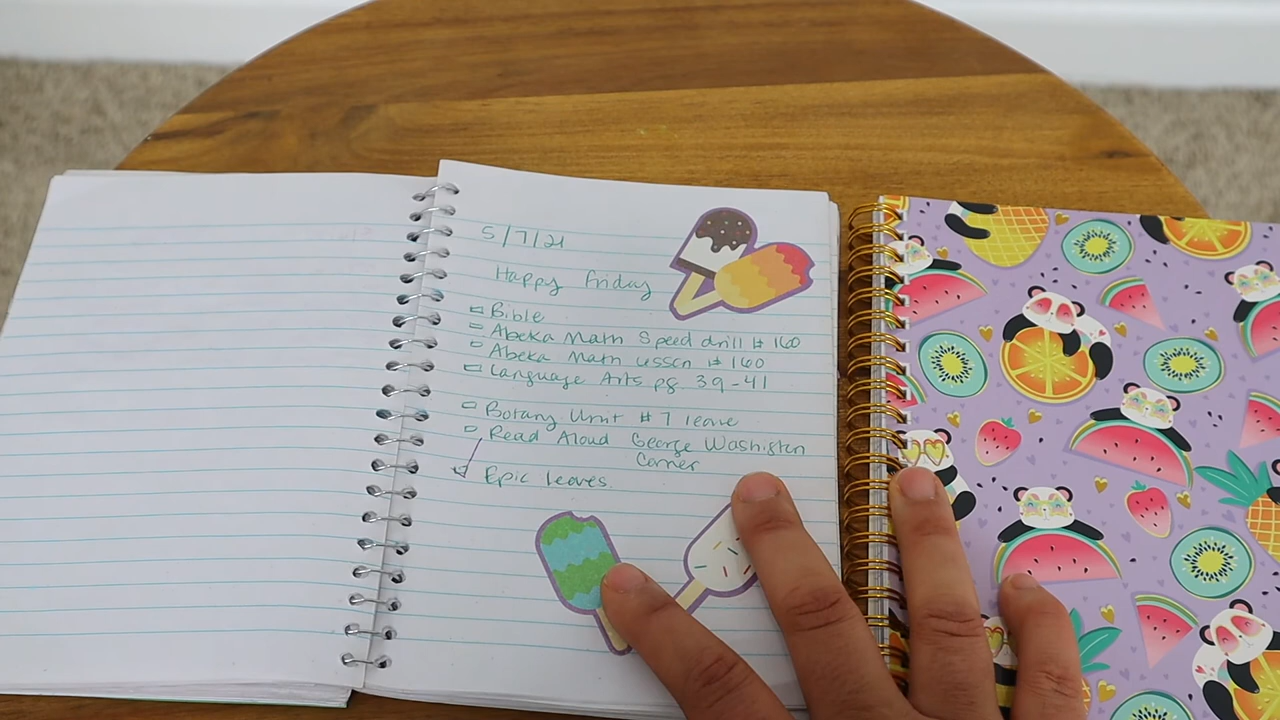 5/7/21
Happy Friday
Bible
Abeka Math Speed drill # 160
Abeka Math lesson # 160
Language Arts pg. 39-41
Botany Unit #7 leave
Read Aloud George Washigton
Carver
Epic leaves.